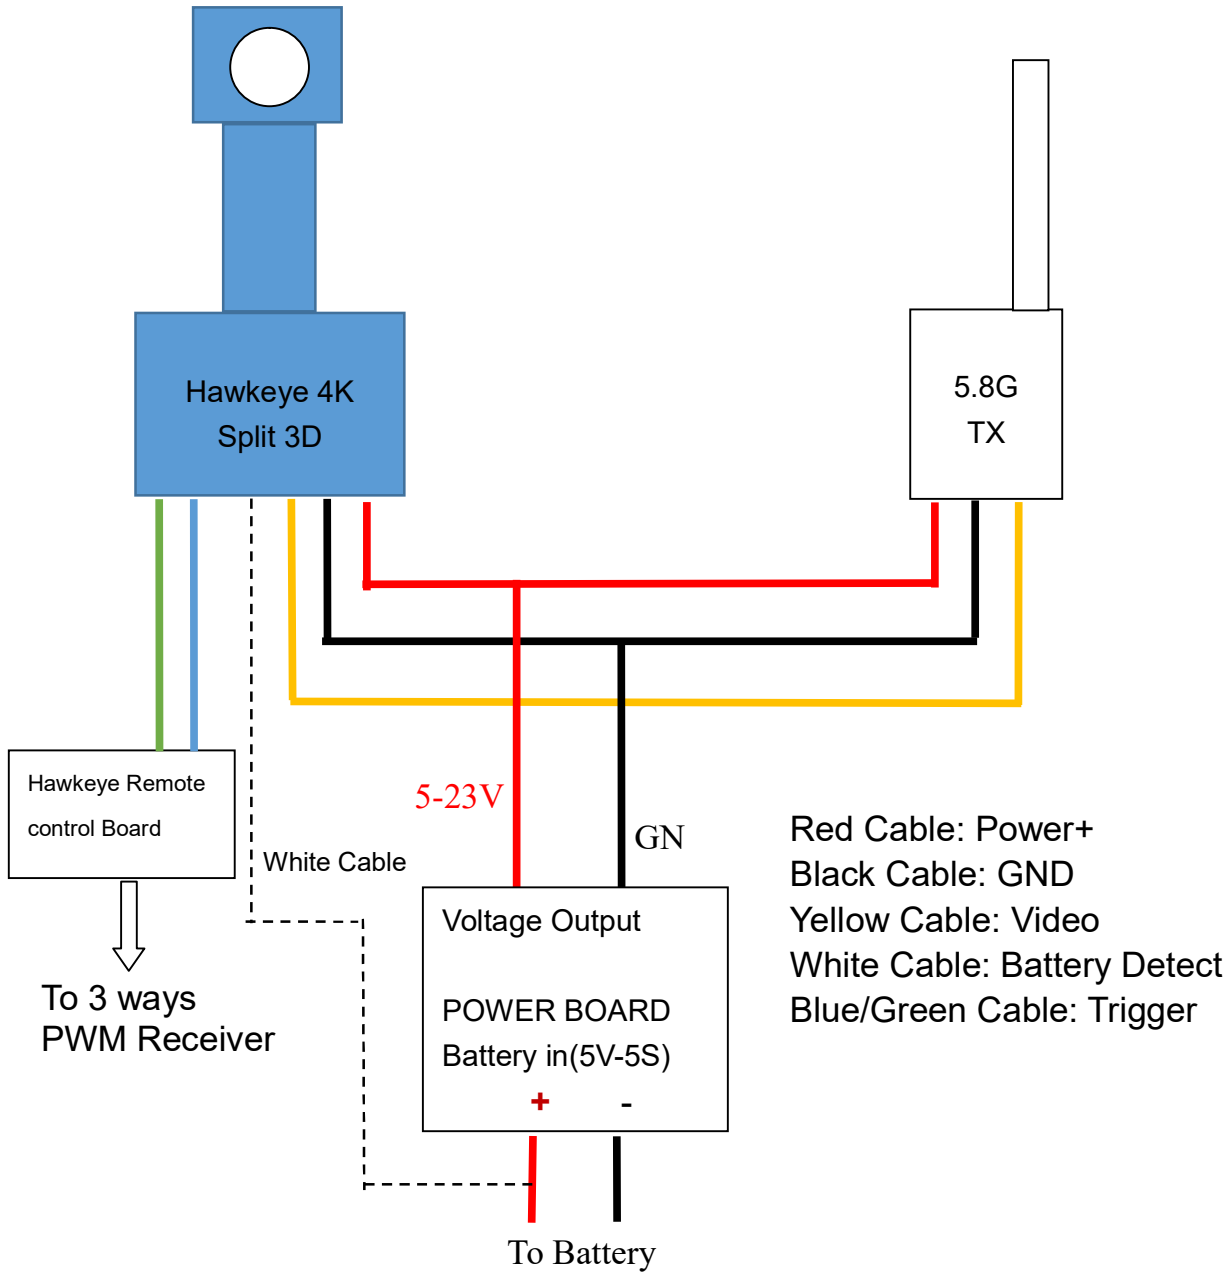 Hawkeye 4K
Split 3D
5.8G
TX
Hawkeye Remote
control Board
To 3 ways
PWM Receiver
White Cable
5-23V
GN
Voltage Output
POWER BOARD
Battery in(5V-5S)
+ -
To Battery
Red Cable: Power+
Black Cable: GND
Yellow Cable: Video
White Cable: Battery Detect
Blue/Green Cable: Trigger